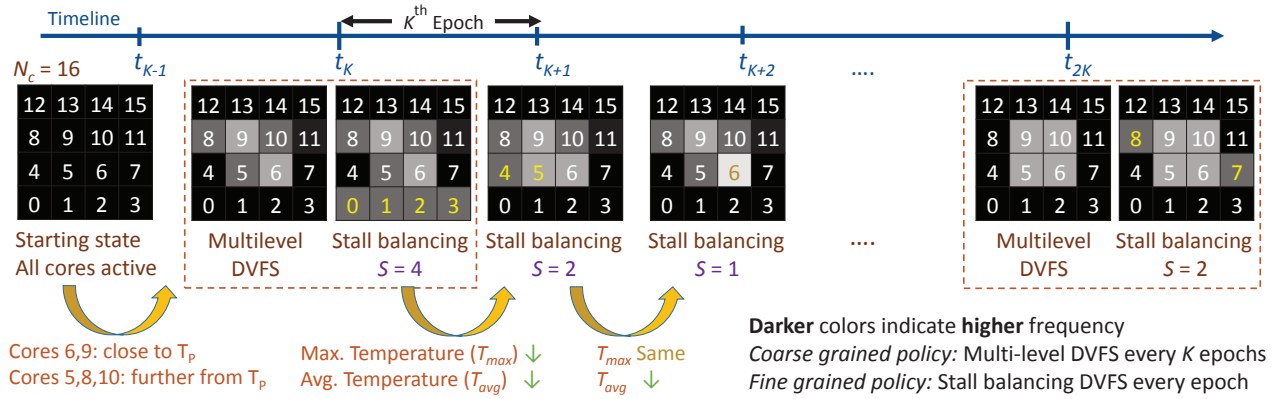 Timeline
Kth Epoch
tK-1 tK tK+1 tK+2 .... t2K
Nc = 16
12 13 14 15 12 13 14 15 12 13 14 15 12 13 14 15 12 13 14 15 12 13 14 15 12 13 14 15
8 9 10 11 8 9 10 11 8 9 10 11 8 9 10 11 8 9 10 11 8 9 10 11 8 9 10 11
4 5 6 7 4 5 6 7 4 5 6 7 4 5 6 7 4 5 6 7 4 5 6 7 4 5 6 7
0 1 2 3 0 1 2 3 0 1 2 3 0 1 2 3 0 1 2 3 0 1 2 3 0 1 2 3
Starting state Multilevel Stall balancing Stall balancing Stall balancing .... Multilevel Stall balancing
All cores active DVFS S = 4 S = 2 S = 1 DVFS S = 2
Cores 6,9: close to TP
Cores 5,8,10: further from TP
Max. Temperature (Tmax) ↓
Avg. Temperature (Tavg) ↓
Tmax Same
Tavg ↓
Darker colors indicate higher frequency
Coarse grained policy: Multi-level DVFS every K epochs
Fine grained policy: Stall balancing DVFS every epoch